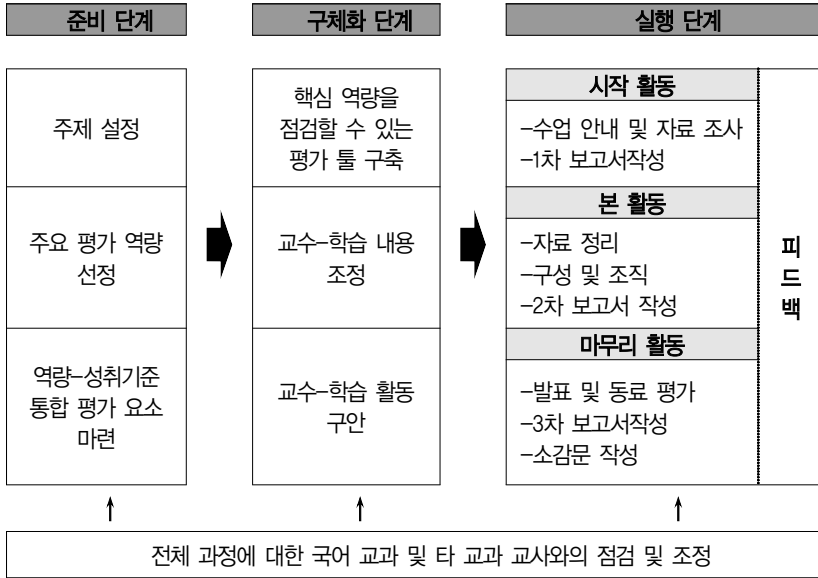 준비 단계
구체화 단계
실행 단계
주제 설정
주요 평가 역량
선정
역량-성취기준
통합 평가 요소
마련
핵심 역량을
점검할 수 있는
평가 툴 구축
교수-학습 내용
조정
교수-학습 활동
구안
시작 활동
-수업 안내 및 자료 조사
-1차 보고서작성
본 활동
-자료 정리
-구성 및 조직
-2차 보고서 작성
마무리 활동
-발표 및 동료 평가
-3차 보고서작성
-소감문 작성
피
드
백
전체 과정에 대한 국어 교과 및 타 교과 교사와의 점검 및 조정